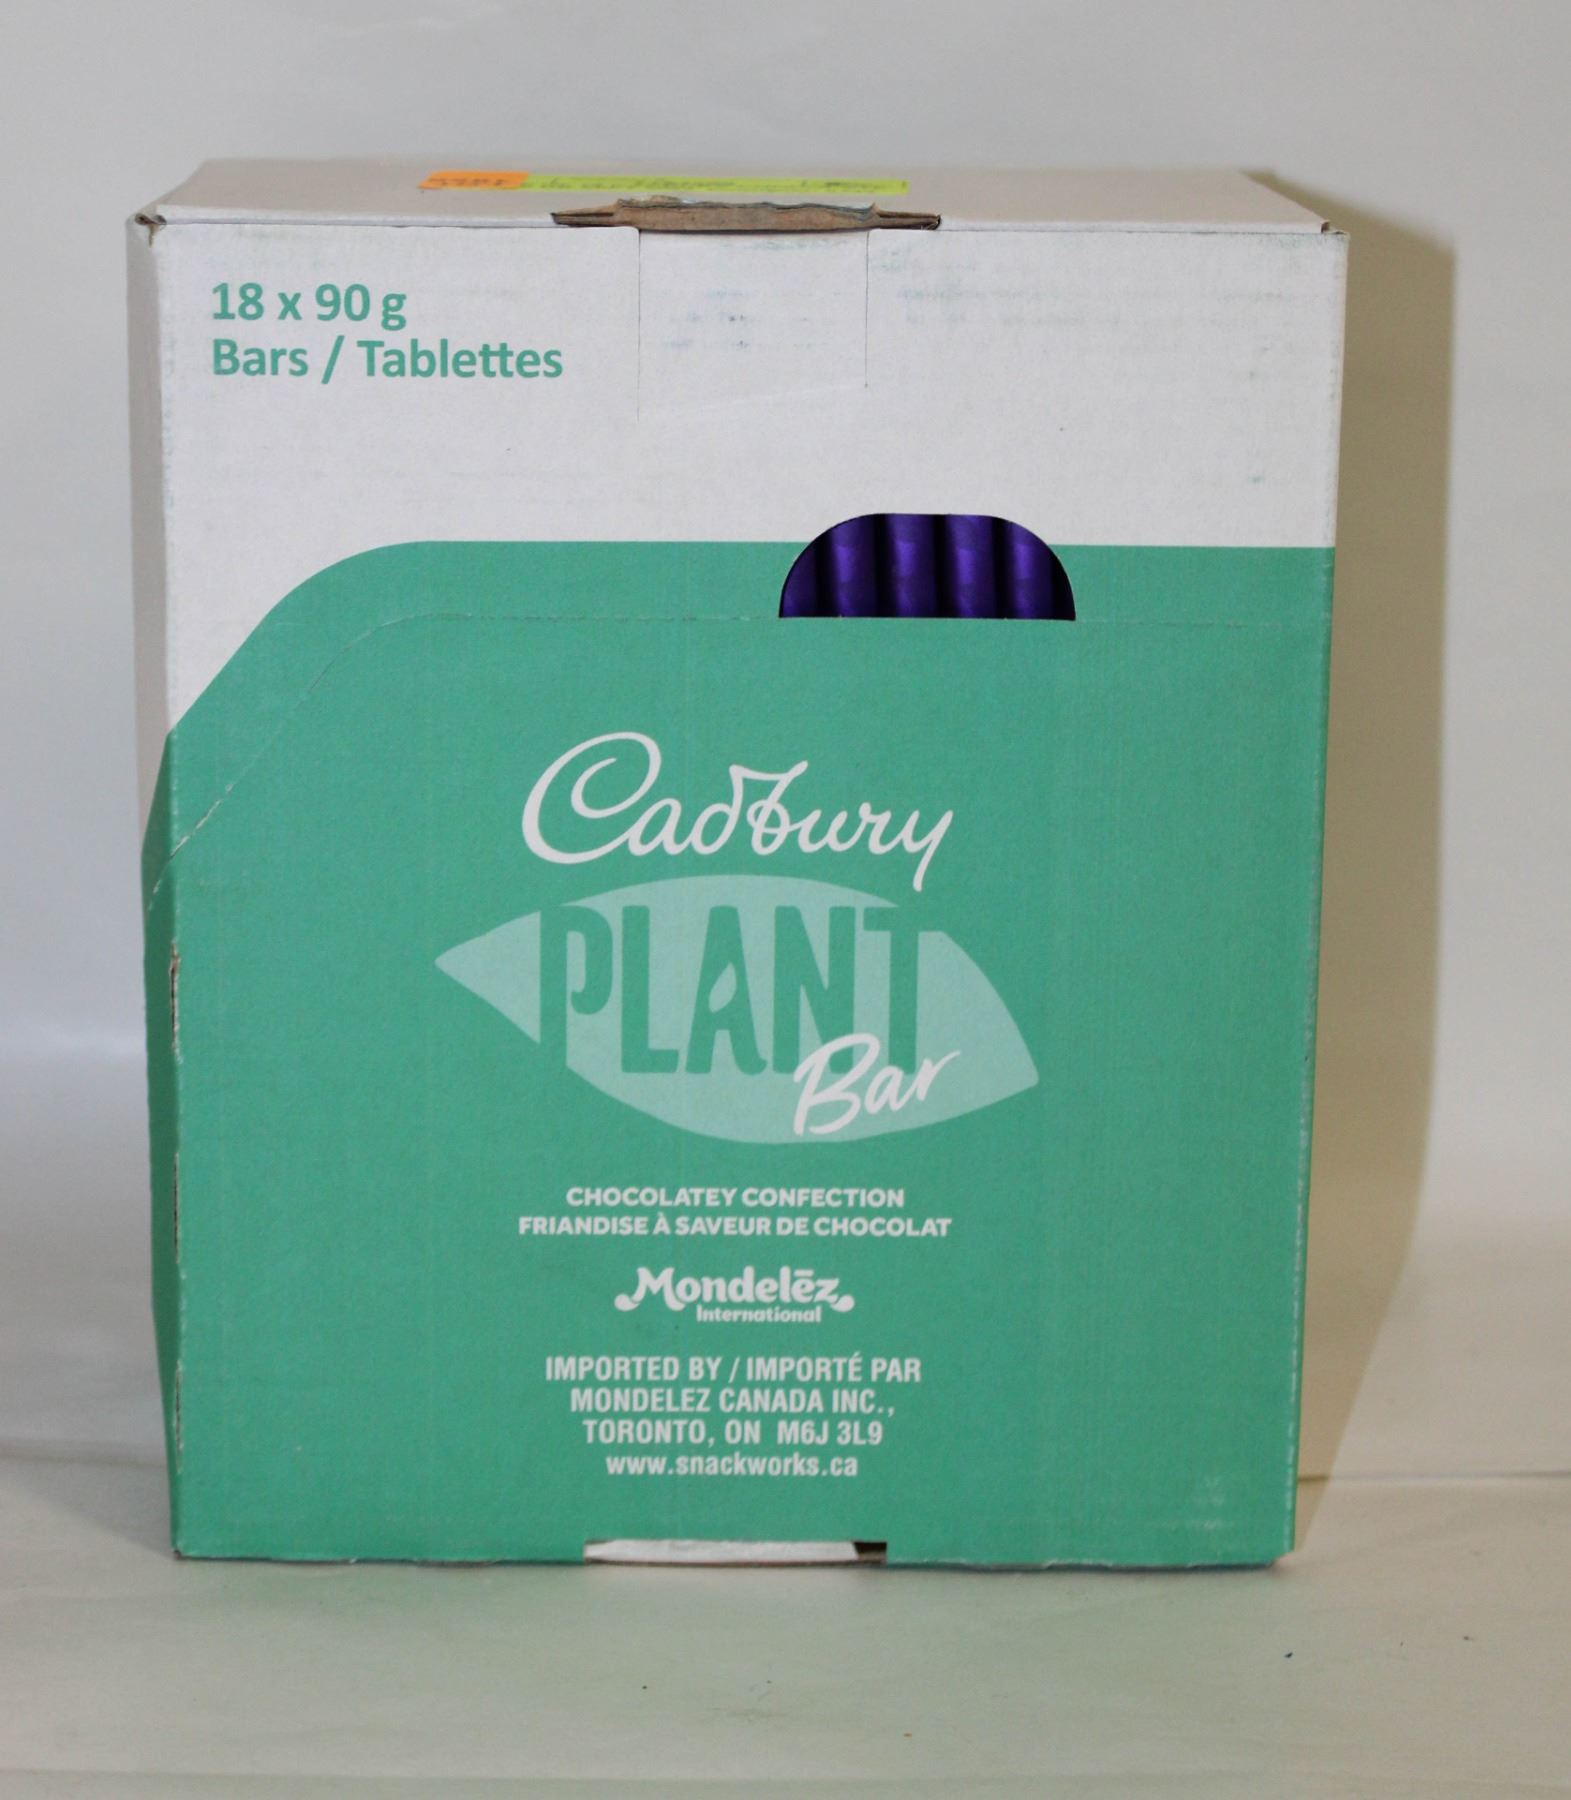 18 x 90 g
Bars / Tablettes
Cadbury
PLANT
Bar
CHOCOLATEY CONFECTION
FRIANDISE À SAVEUR DE CHOCOLAT
Mondelēz
International
IMPORTED BY / IMPORTÉ PAR
MONDELEZ CANADA INC.,
TORONTO, ON M6J 3L9
www.snackworks.ca